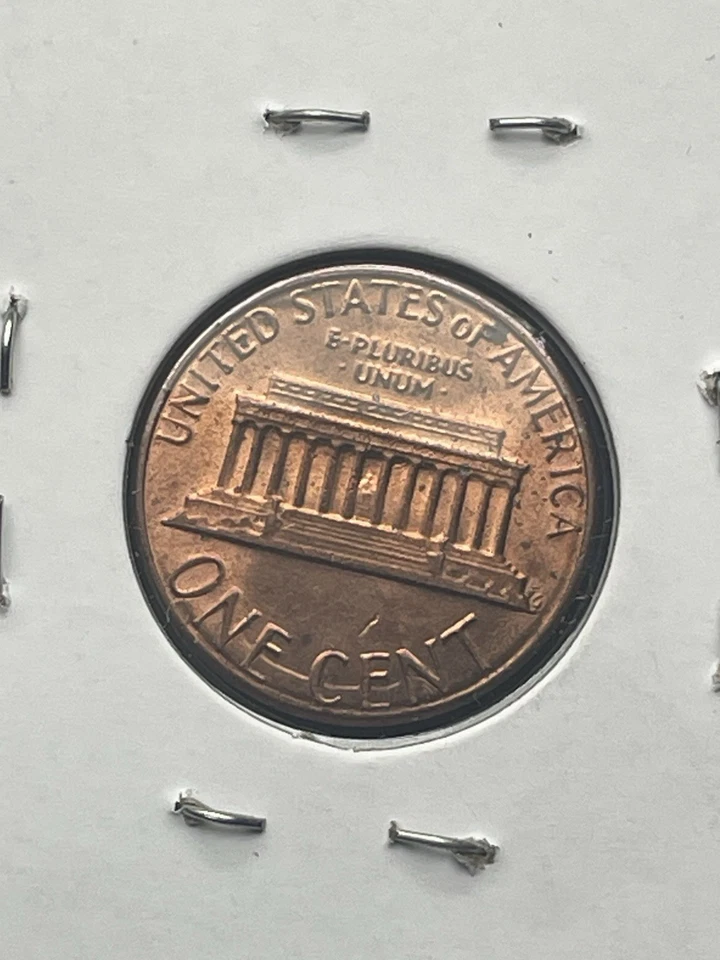 UNITED STATES OF AMERICA
E·PLURIBUS
·UNUM·
ONE CENT